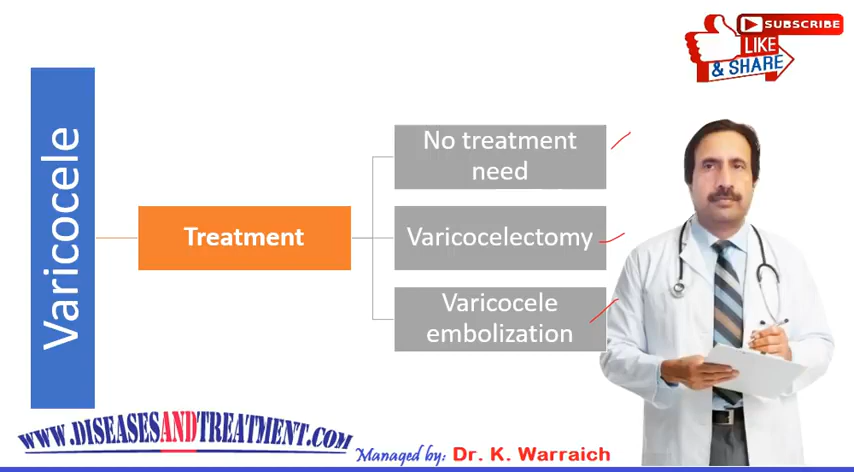 SUBSCRIBE
LIKE
& SHARE
Varicocele
Treatment
No treatment
need
Varicocelectomy
Varicocele
embolization
WWW.DISEASESANDTREATMENT.COM
Managed by: Dr. K. Warraich